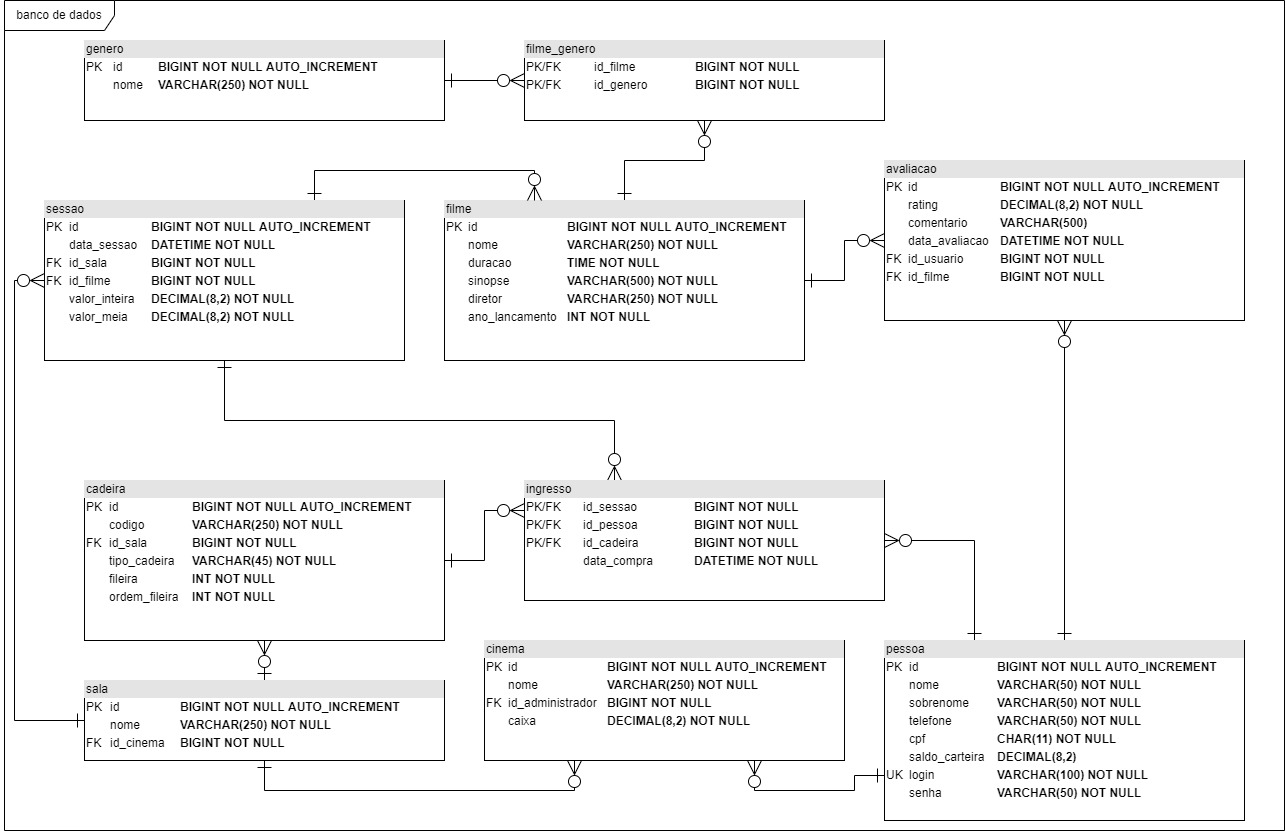 banco de dados
genero
PK id BIGINT NOT NULL AUTO_INCREMENT
nome VARCHAR(250) NOT NULL
filme_genero
PK/FK id_filme BIGINT NOT NULL
PK/FK id_genero BIGINT NOT NULL
avaliacao
PK id BIGINT NOT NULL AUTO_INCREMENT
rating DECIMAL(8,2) NOT NULL
comentario VARCHAR(500)
data_avaliacao DATETIME NOT NULL
FK id_usuario BIGINT NOT NULL
FK id_filme BIGINT NOT NULL
sessao
PK id BIGINT NOT NULL AUTO_INCREMENT
data_sessao DATETIME NOT NULL
FK id_sala BIGINT NOT NULL
FK id_filme BIGINT NOT NULL
valor_inteira DECIMAL(8,2) NOT NULL
valor_meia DECIMAL(8,2) NOT NULL
filme
PK id BIGINT NOT NULL AUTO_INCREMENT
nome VARCHAR(250) NOT NULL
duracao TIME NOT NULL
sinopse VARCHAR(500) NOT NULL
diretor VARCHAR(250) NOT NULL
ano_lancamento INT NOT NULL
cadeira
PK id BIGINT NOT NULL AUTO_INCREMENT
codigo VARCHAR(250) NOT NULL
FK id_sala BIGINT NOT NULL
tipo_cadeira VARCHAR(45) NOT NULL
fileira INT NOT NULL
ordem_fileira INT NOT NULL
ingresso
PK/FK id_sessao BIGINT NOT NULL
PK/FK id_pessoa BIGINT NOT NULL
PK/FK id_cadeira BIGINT NOT NULL
data_compra DATETIME NOT NULL
sala
PK id BIGINT NOT NULL AUTO_INCREMENT
nome VARCHAR(250) NOT NULL
FK id_cinema BIGINT NOT NULL
cinema
PK id BIGINT NOT NULL AUTO_INCREMENT
nome VARCHAR(250) NOT NULL
FK id_administrador BIGINT NOT NULL
caixa DECIMAL(8,2) NOT NULL
pessoa
PK id BIGINT NOT NULL AUTO_INCREMENT
nome VARCHAR(50) NOT NULL
sobrenome VARCHAR(50) NOT NULL
telefone VARCHAR(50) NOT NULL
cpf CHAR(11) NOT NULL
saldo_carteira DECIMAL(8,2)
UK login VARCHAR(100) NOT NULL
senha VARCHAR(50) NOT NULL